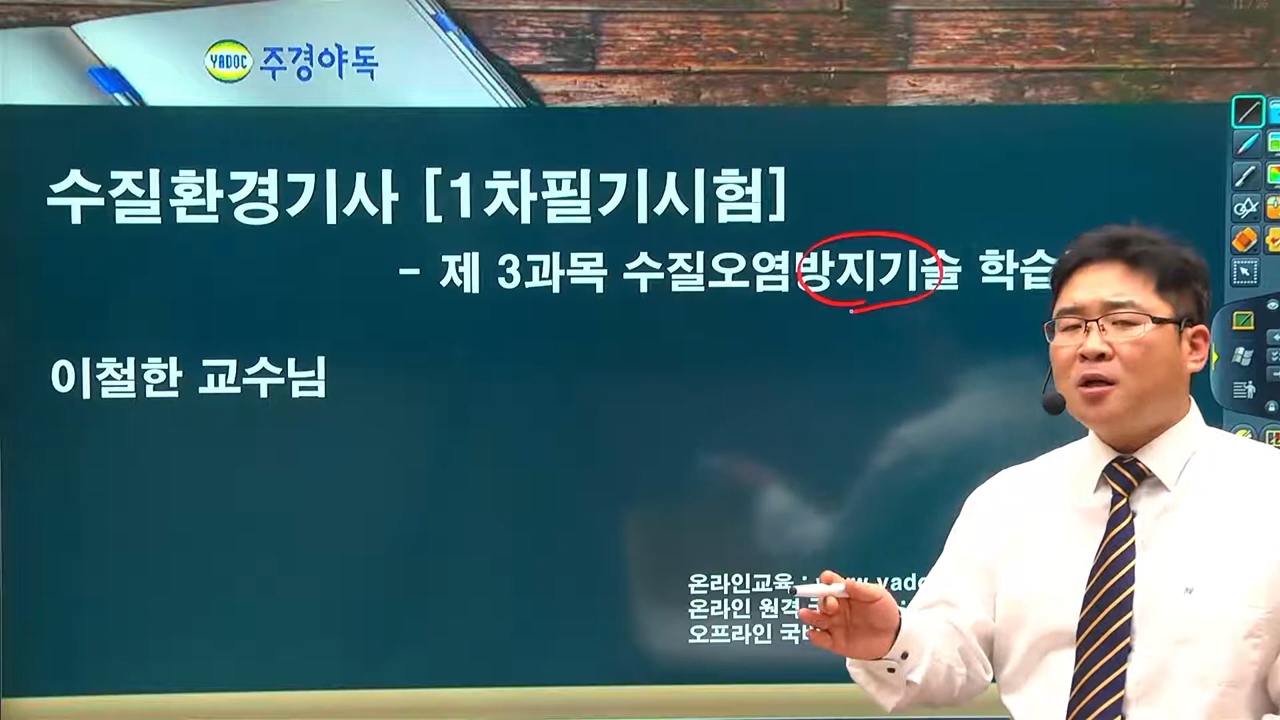 YADOC 주경야독
수질환경기사 [1차필기시험]
- 제 3과목 수질오염방지기술 학습
이철한 교수님
온라인교육 :
온라인 원격
오프라인